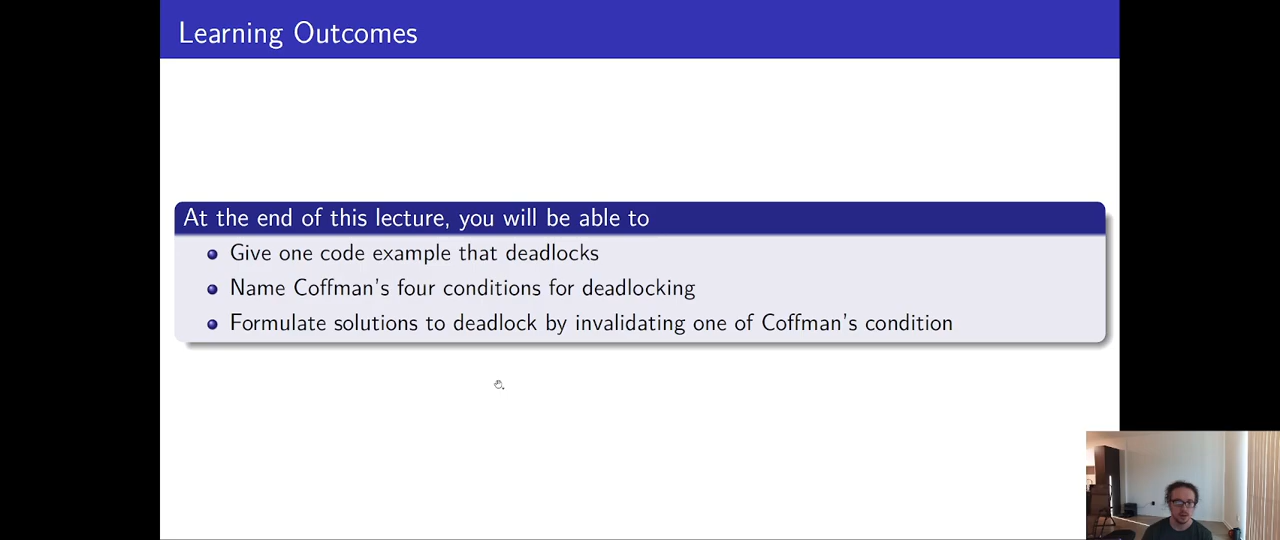 Learning Outcomes
At the end of this lecture, you will be able to
Give one code example that deadlocks
Name Coffman's four conditions for deadlocking
Formulate solutions to deadlock by invalidating one of Coffman's condition